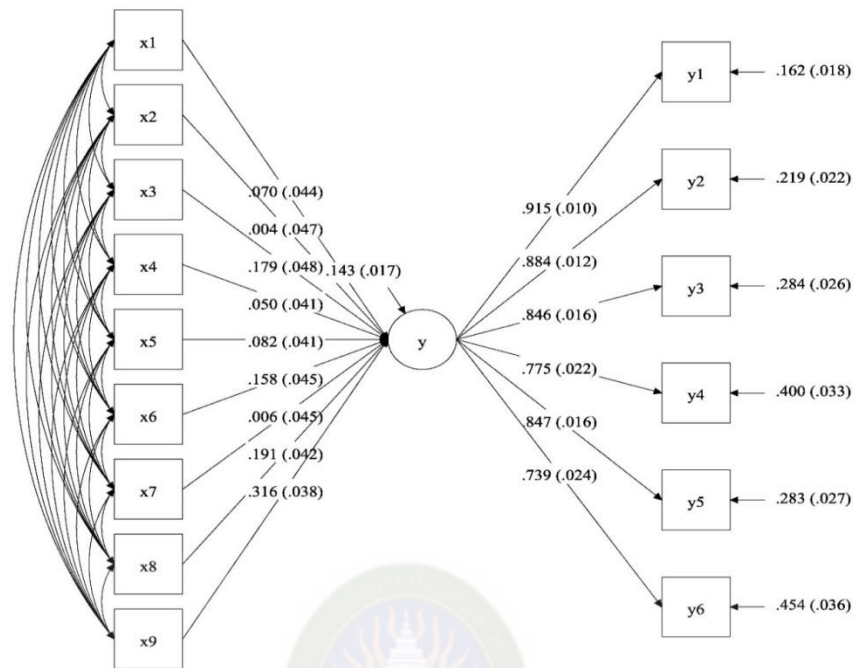 x1
x2
x3
x4
x5
x6
x7
x8
x9
.070 (.044)
.004 (.047)
.179 (.048)
.050 (.041)
.082 (.041)
.158 (.045)
.006 (.045)
.191 (.042)
.316 (.038)
.143 (.017)
y
.915 (.010)
.884 (.012)
.846 (.016)
.775 (.022)
.847 (.016)
.739 (.024)
y1
.162 (.018)
y2
.219 (.022)
y3
.284 (.026)
y4
.400 (.033)
y5
.283 (.027)
y6
.454 (.036)